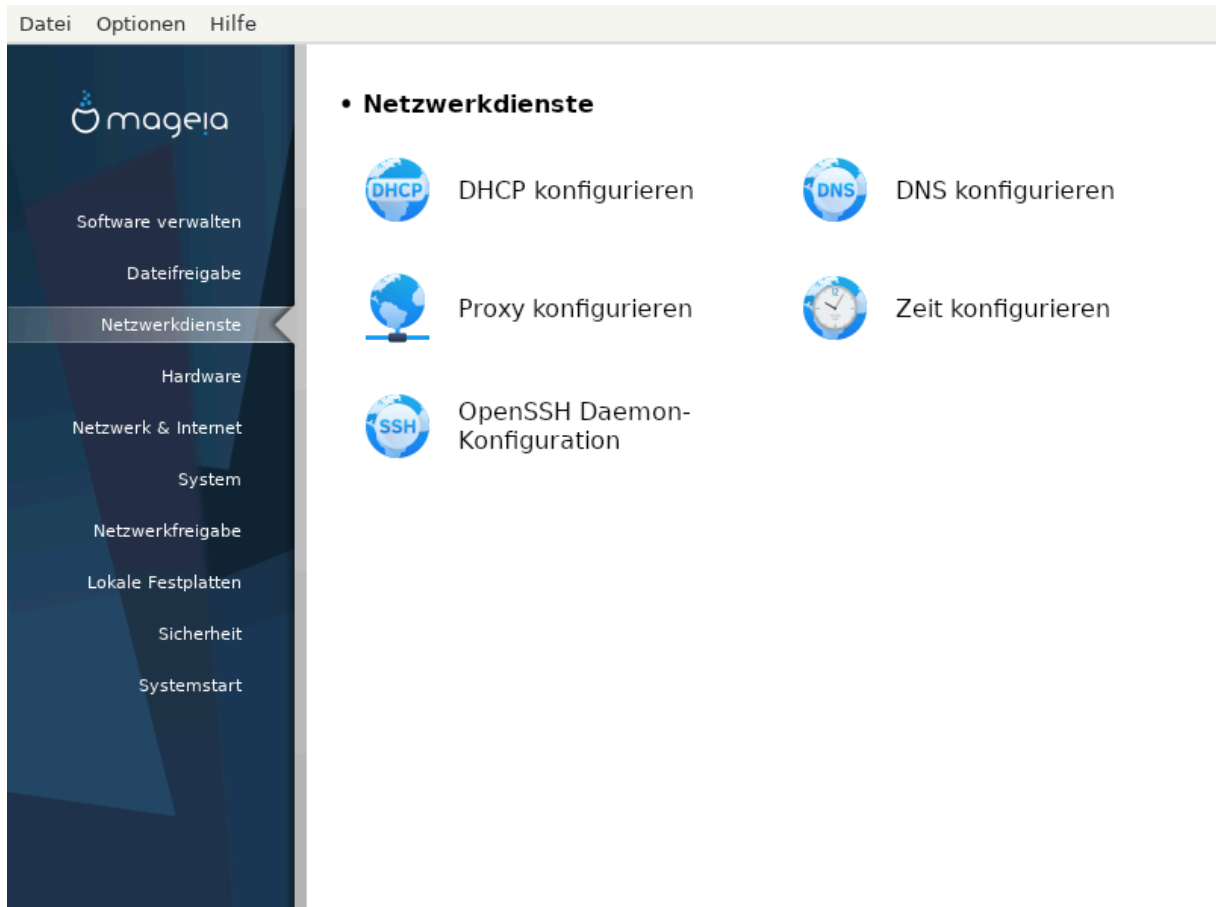 Datei Optionen Hilfe
mageia
Software verwalten
Dateifreigabe
Netzwerkdienste
Hardware
Netzwerk & Internet
System
Netzwerkfreigabe
Lokale Festplatten
Sicherheit
Systemstart
• Netzwerkdienste
DHCP
DHCP konfigurieren
DNS
DNS konfigurieren
Proxy konfigurieren
12
Zeit konfigurieren
SSH
OpenSSH Daemon-
Konfiguration